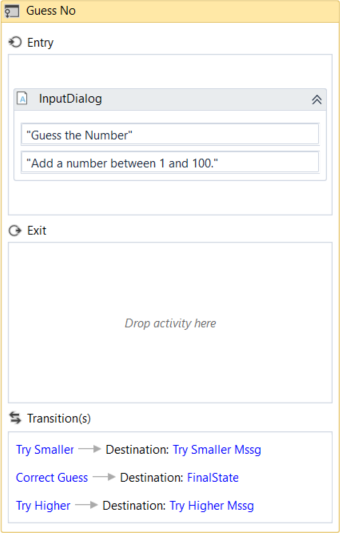 Guess No
Entry
InputDialog
"Guess the Number"
"Add a number between 1 and 100."
Exit
Drop activity here
Transition(s)
Try Smaller Destination: Try Smaller Mssg
Correct Guess Destination: FinalState
Try Higher Destination: Try Higher Mssg